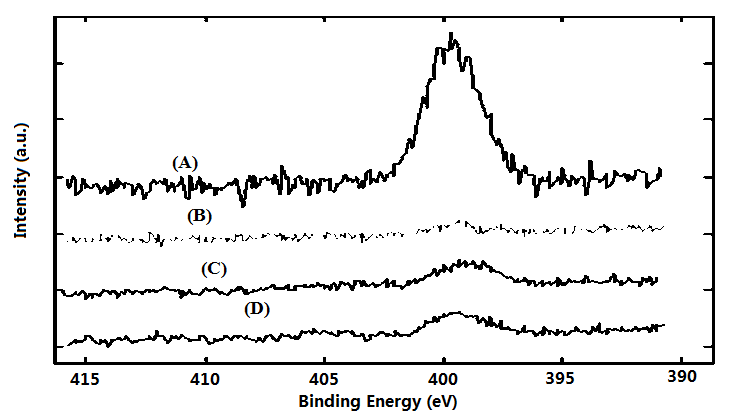 Intensity (a.u.)
(A)
(B)
(C)
(D)
415 410 405 400 395 390
Binding Energy (eV)